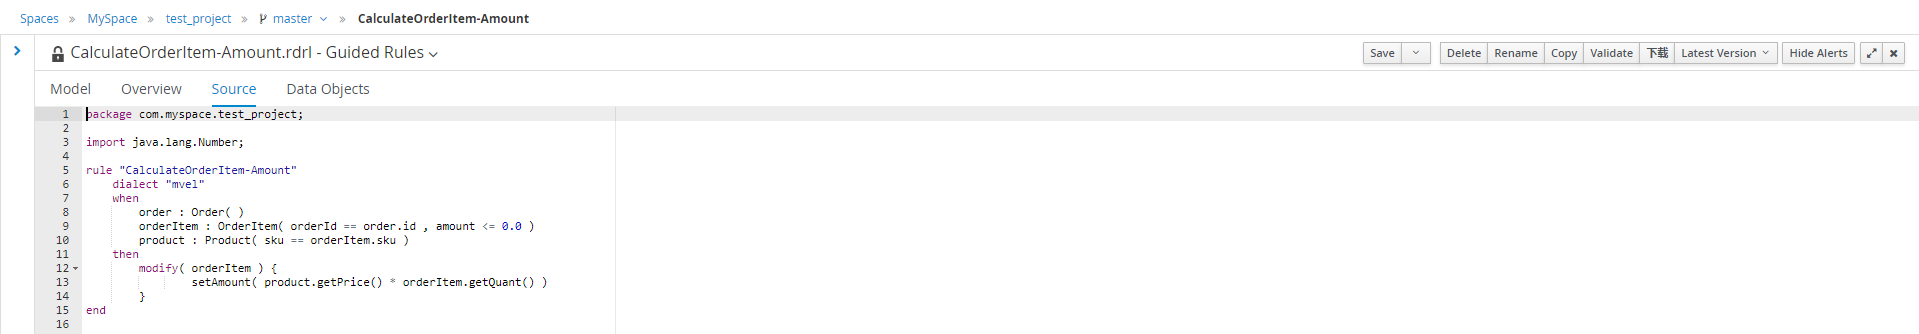 Spaces » MySpace » test_project » master » CalculateOrderItem-Amount
CalculateOrderItem-Amount.rdrl - Guided Rules
Save Delete Rename Copy Validate 下载 Latest Version Hide Alerts
Model Overview Source Data Objects
1 package com.myspace.test_project;
2
3 import java.lang.Number;
4
5 rule "CalculateOrderItem-Amount"
6 dialect "mvel"
7 when
8 order : Order( )
9 orderItem : OrderItem( orderId == order.id , amount <= 0.0 )
10 product : Product( sku == orderItem.sku )
11 then
12 modify( orderItem ) {
13 setAmount( product.getPrice() * orderItem.getQuant() )
14 }
15 end
16